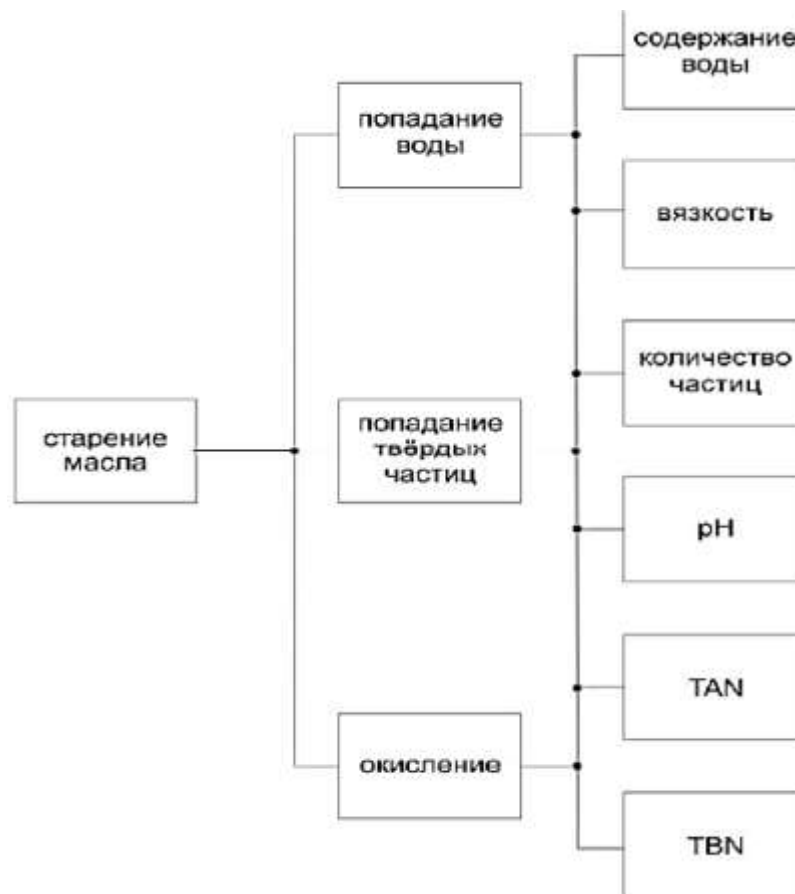 старение
масла
попадание
воды
попадание
твёрдых
частиц
окисление
содержание
воды
вязкость
количество
частиц
pH
TAN
TBN